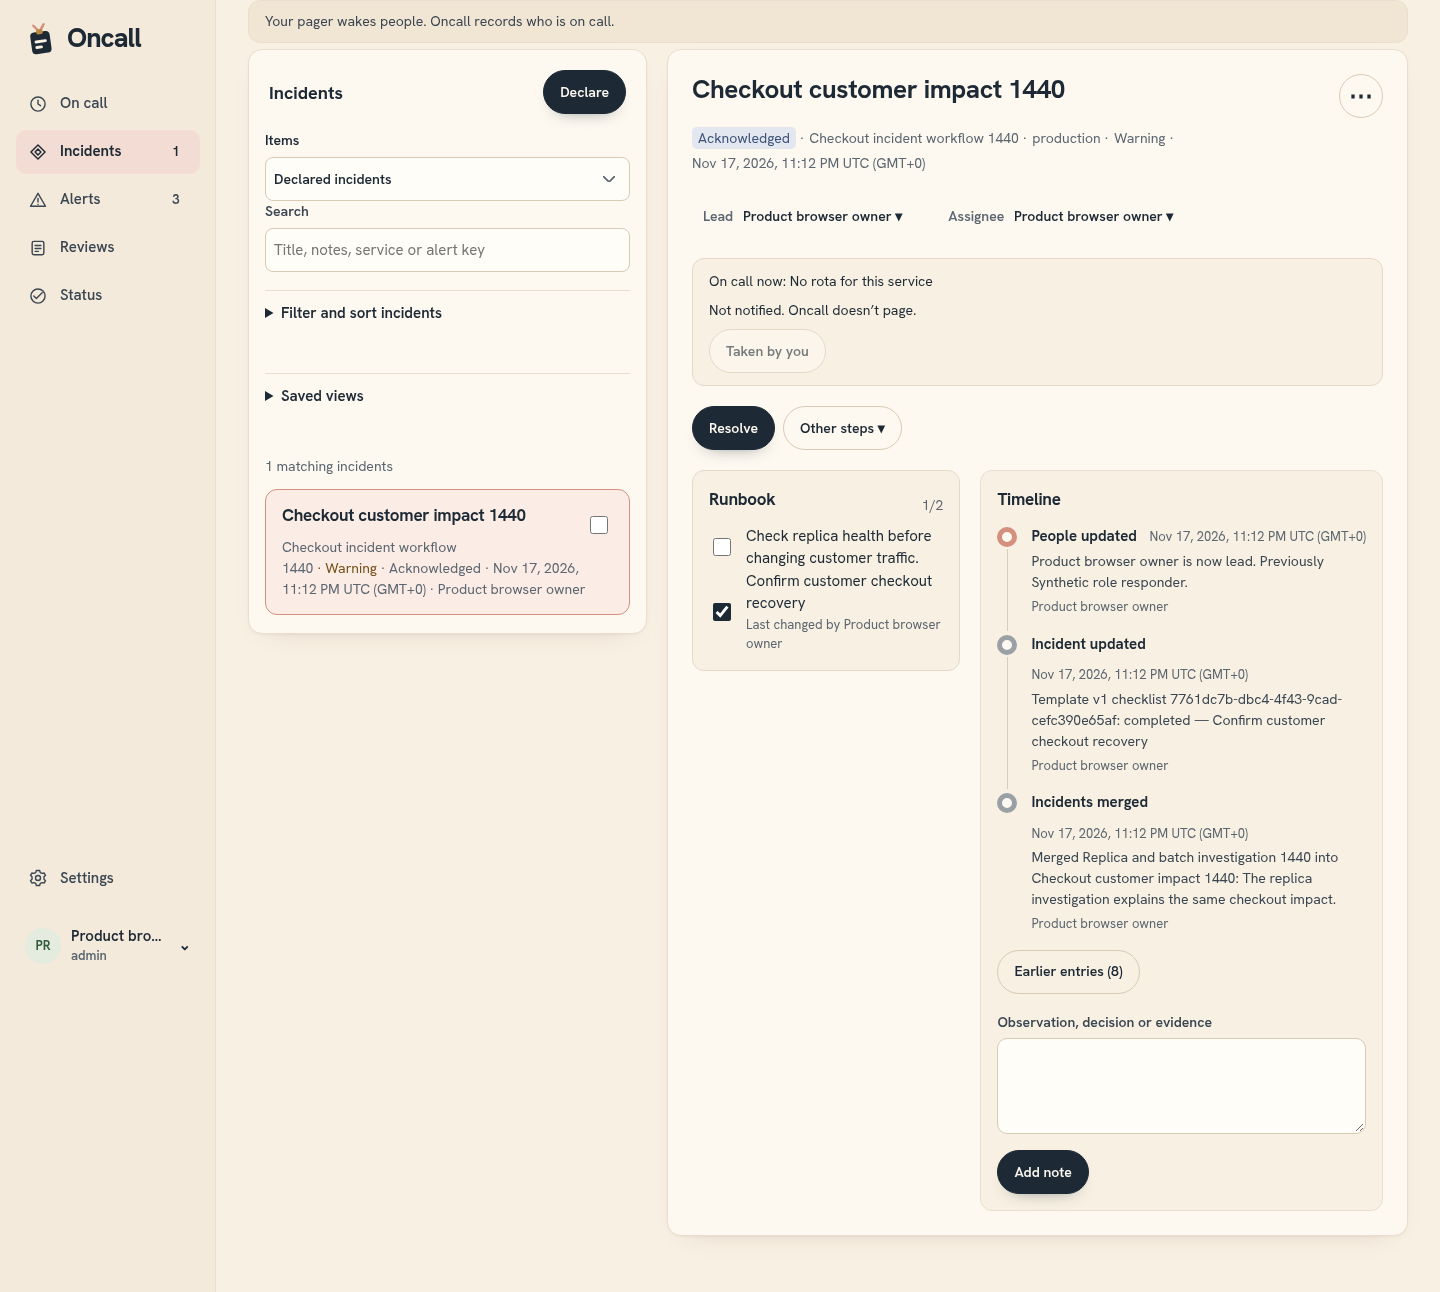 Oncall
On call
Incidents 1
Alerts 3
Reviews
Status
Settings
PR
Product bro...
admin
Your pager wakes people. Oncall records who is on call.
Incidents
Declare
Items
Declared incidents
Search
Title, notes, service or alert key
Filter and sort incidents
Saved views
1 matching incidents
Checkout customer impact 1440
Checkout incident workflow
1440 · Warning · Acknowledged · Nov 17, 2026,
11:12 PM UTC (GMT+0) · Product browser owner
Checkout customer impact 1440
Acknowledged · Checkout incident workflow 1440 · production · Warning ·
Nov 17, 2026, 11:12 PM UTC (GMT+0)
Lead Product browser owner ▾ Assignee Product browser owner ▾
On call now: No rota for this service
Not notified. Oncall doesn’t page.
Taken by you
Resolve
Other steps ▾
Runbook
1/2
Check replica health before
changing customer traffic.
Confirm customer checkout
recovery
Last changed by Product browser
owner
Timeline
People updated Nov 17, 2026, 11:12 PM UTC (GMT+0)
Product browser owner is now lead. Previously
Synthetic role responder.
Product browser owner
Incident updated
Nov 17, 2026, 11:12 PM UTC (GMT+0)
Template v1 checklist 7761dc7b-dbc4-4f43-9cad-
cefc390e65af: completed — Confirm customer
checkout recovery
Product browser owner
Incidents merged
Nov 17, 2026, 11:12 PM UTC (GMT+0)
Merged Replica and batch investigation 1440 into
Checkout customer impact 1440: The replica
investigation explains the same checkout impact.
Product browser owner
Earlier entries (8)
Observation, decision or evidence
Add note